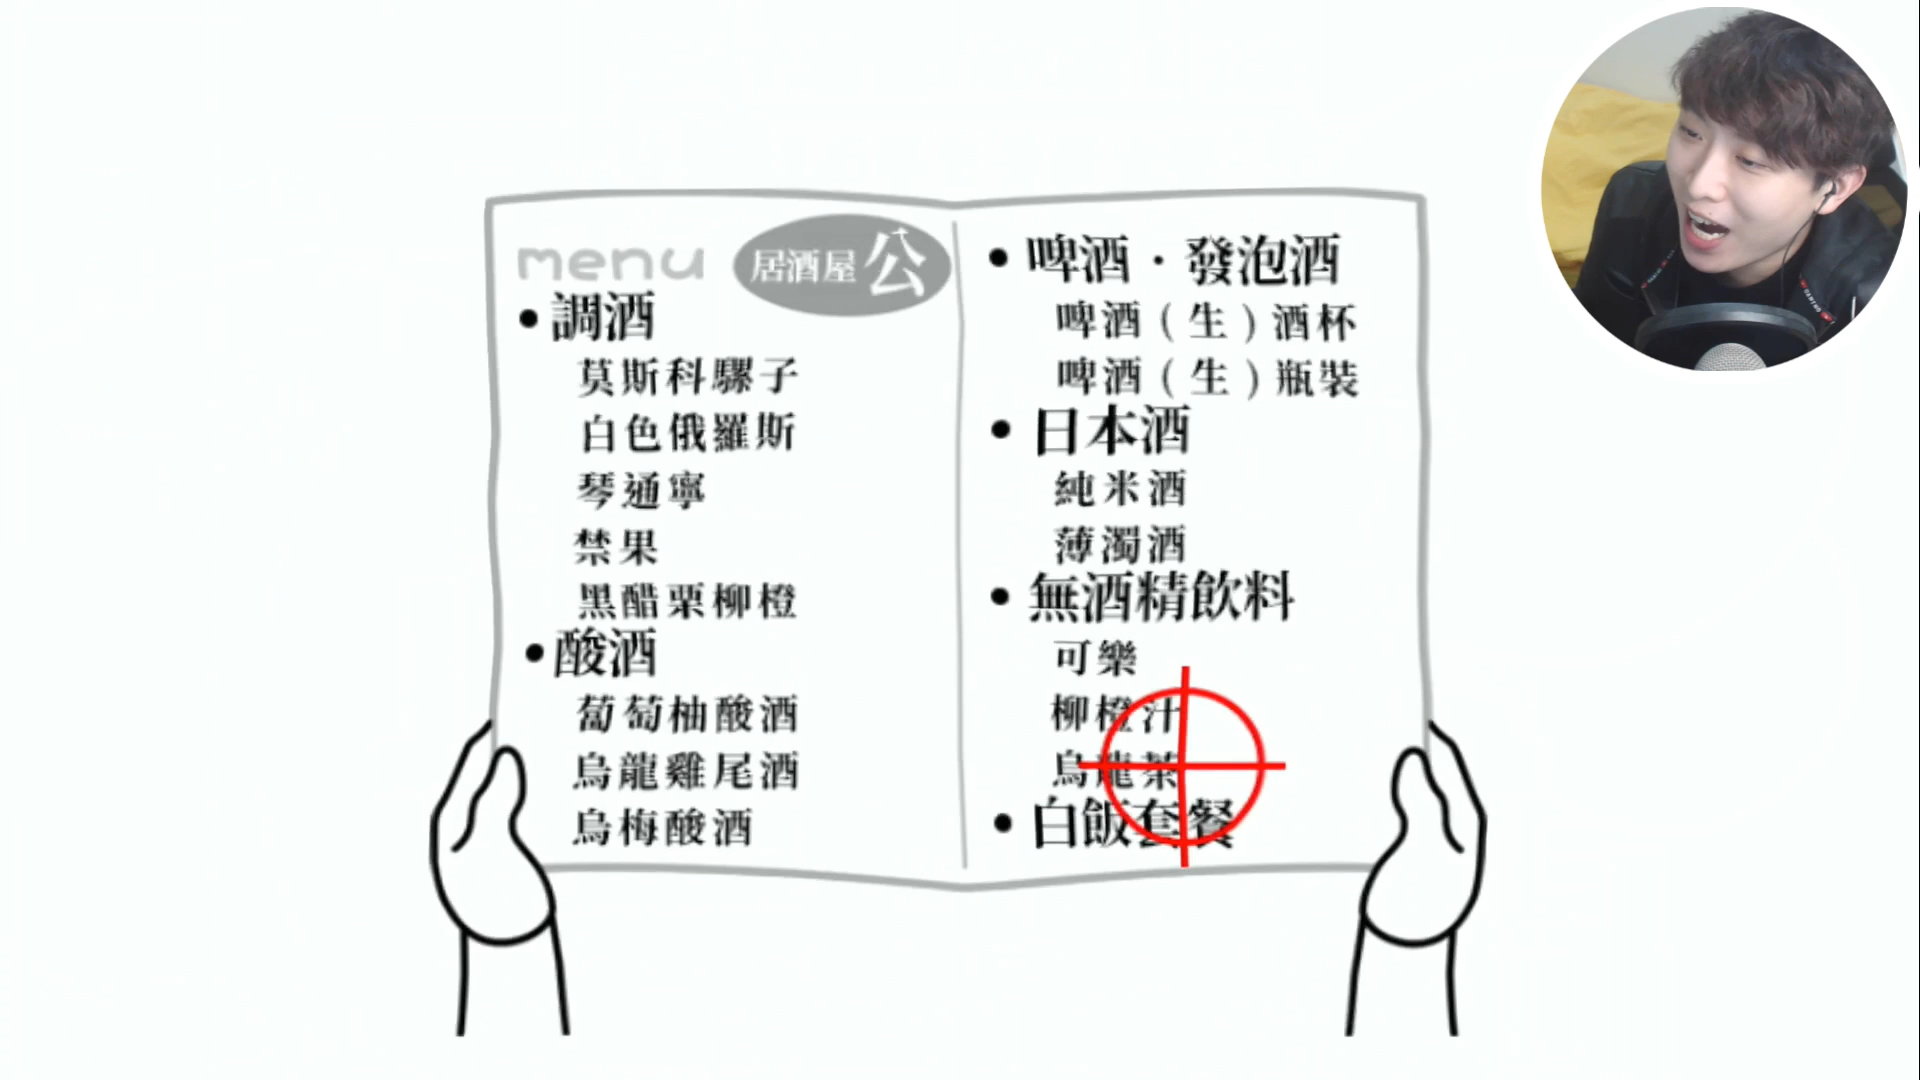 menu 居酒屋 公
• 調酒
莫斯科騾子
白色俄羅斯
琴通寧
禁果
黑醋栗柳橙
• 酸酒
葡萄柚酸酒
烏龍雞尾酒
烏梅酸酒
• 啤酒・發泡酒
啤酒(生)酒杯
啤酒(生)瓶裝
• 日本酒
純米酒
薄濁酒
• 無酒精飲料
可樂
柳橙汁
烏龍茶
• 白飯套餐